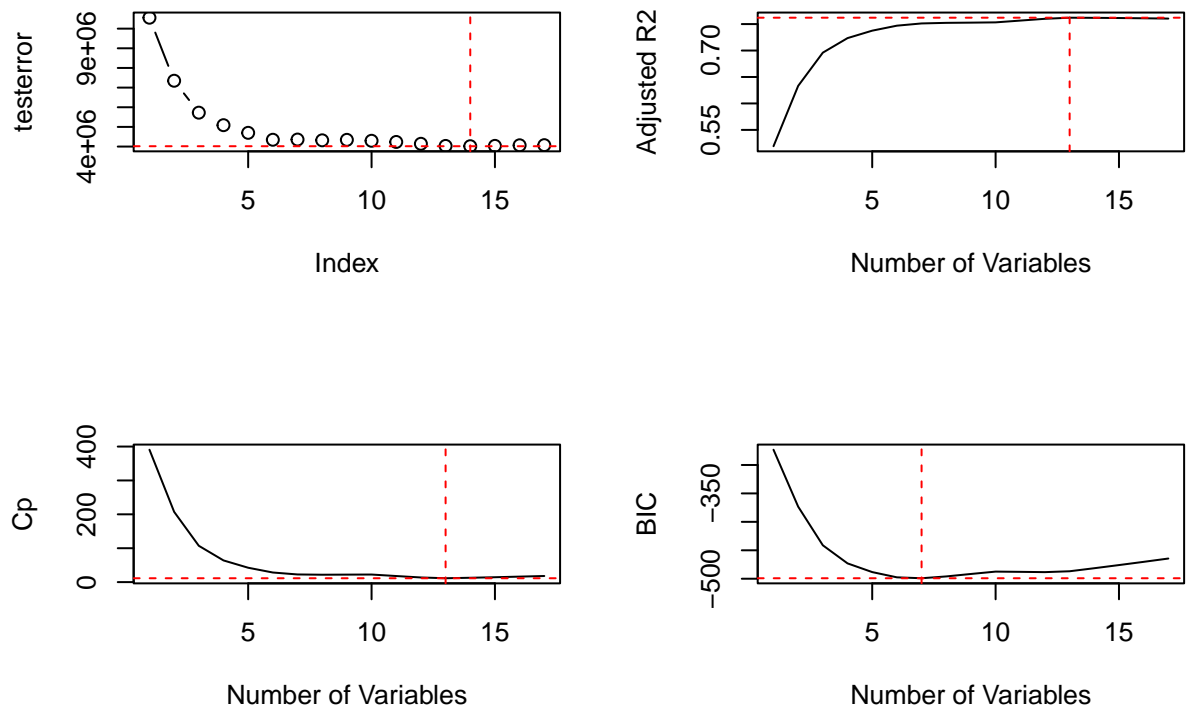 testerror
4e+06 9e+06
5 10 15
Index
Adjusted R2
0.55 0.70
5 10 15
Number of Variables
Cp
0 200 400
5 10 15
Number of Variables
BIC
−500 −350
5 10 15
Number of Variables